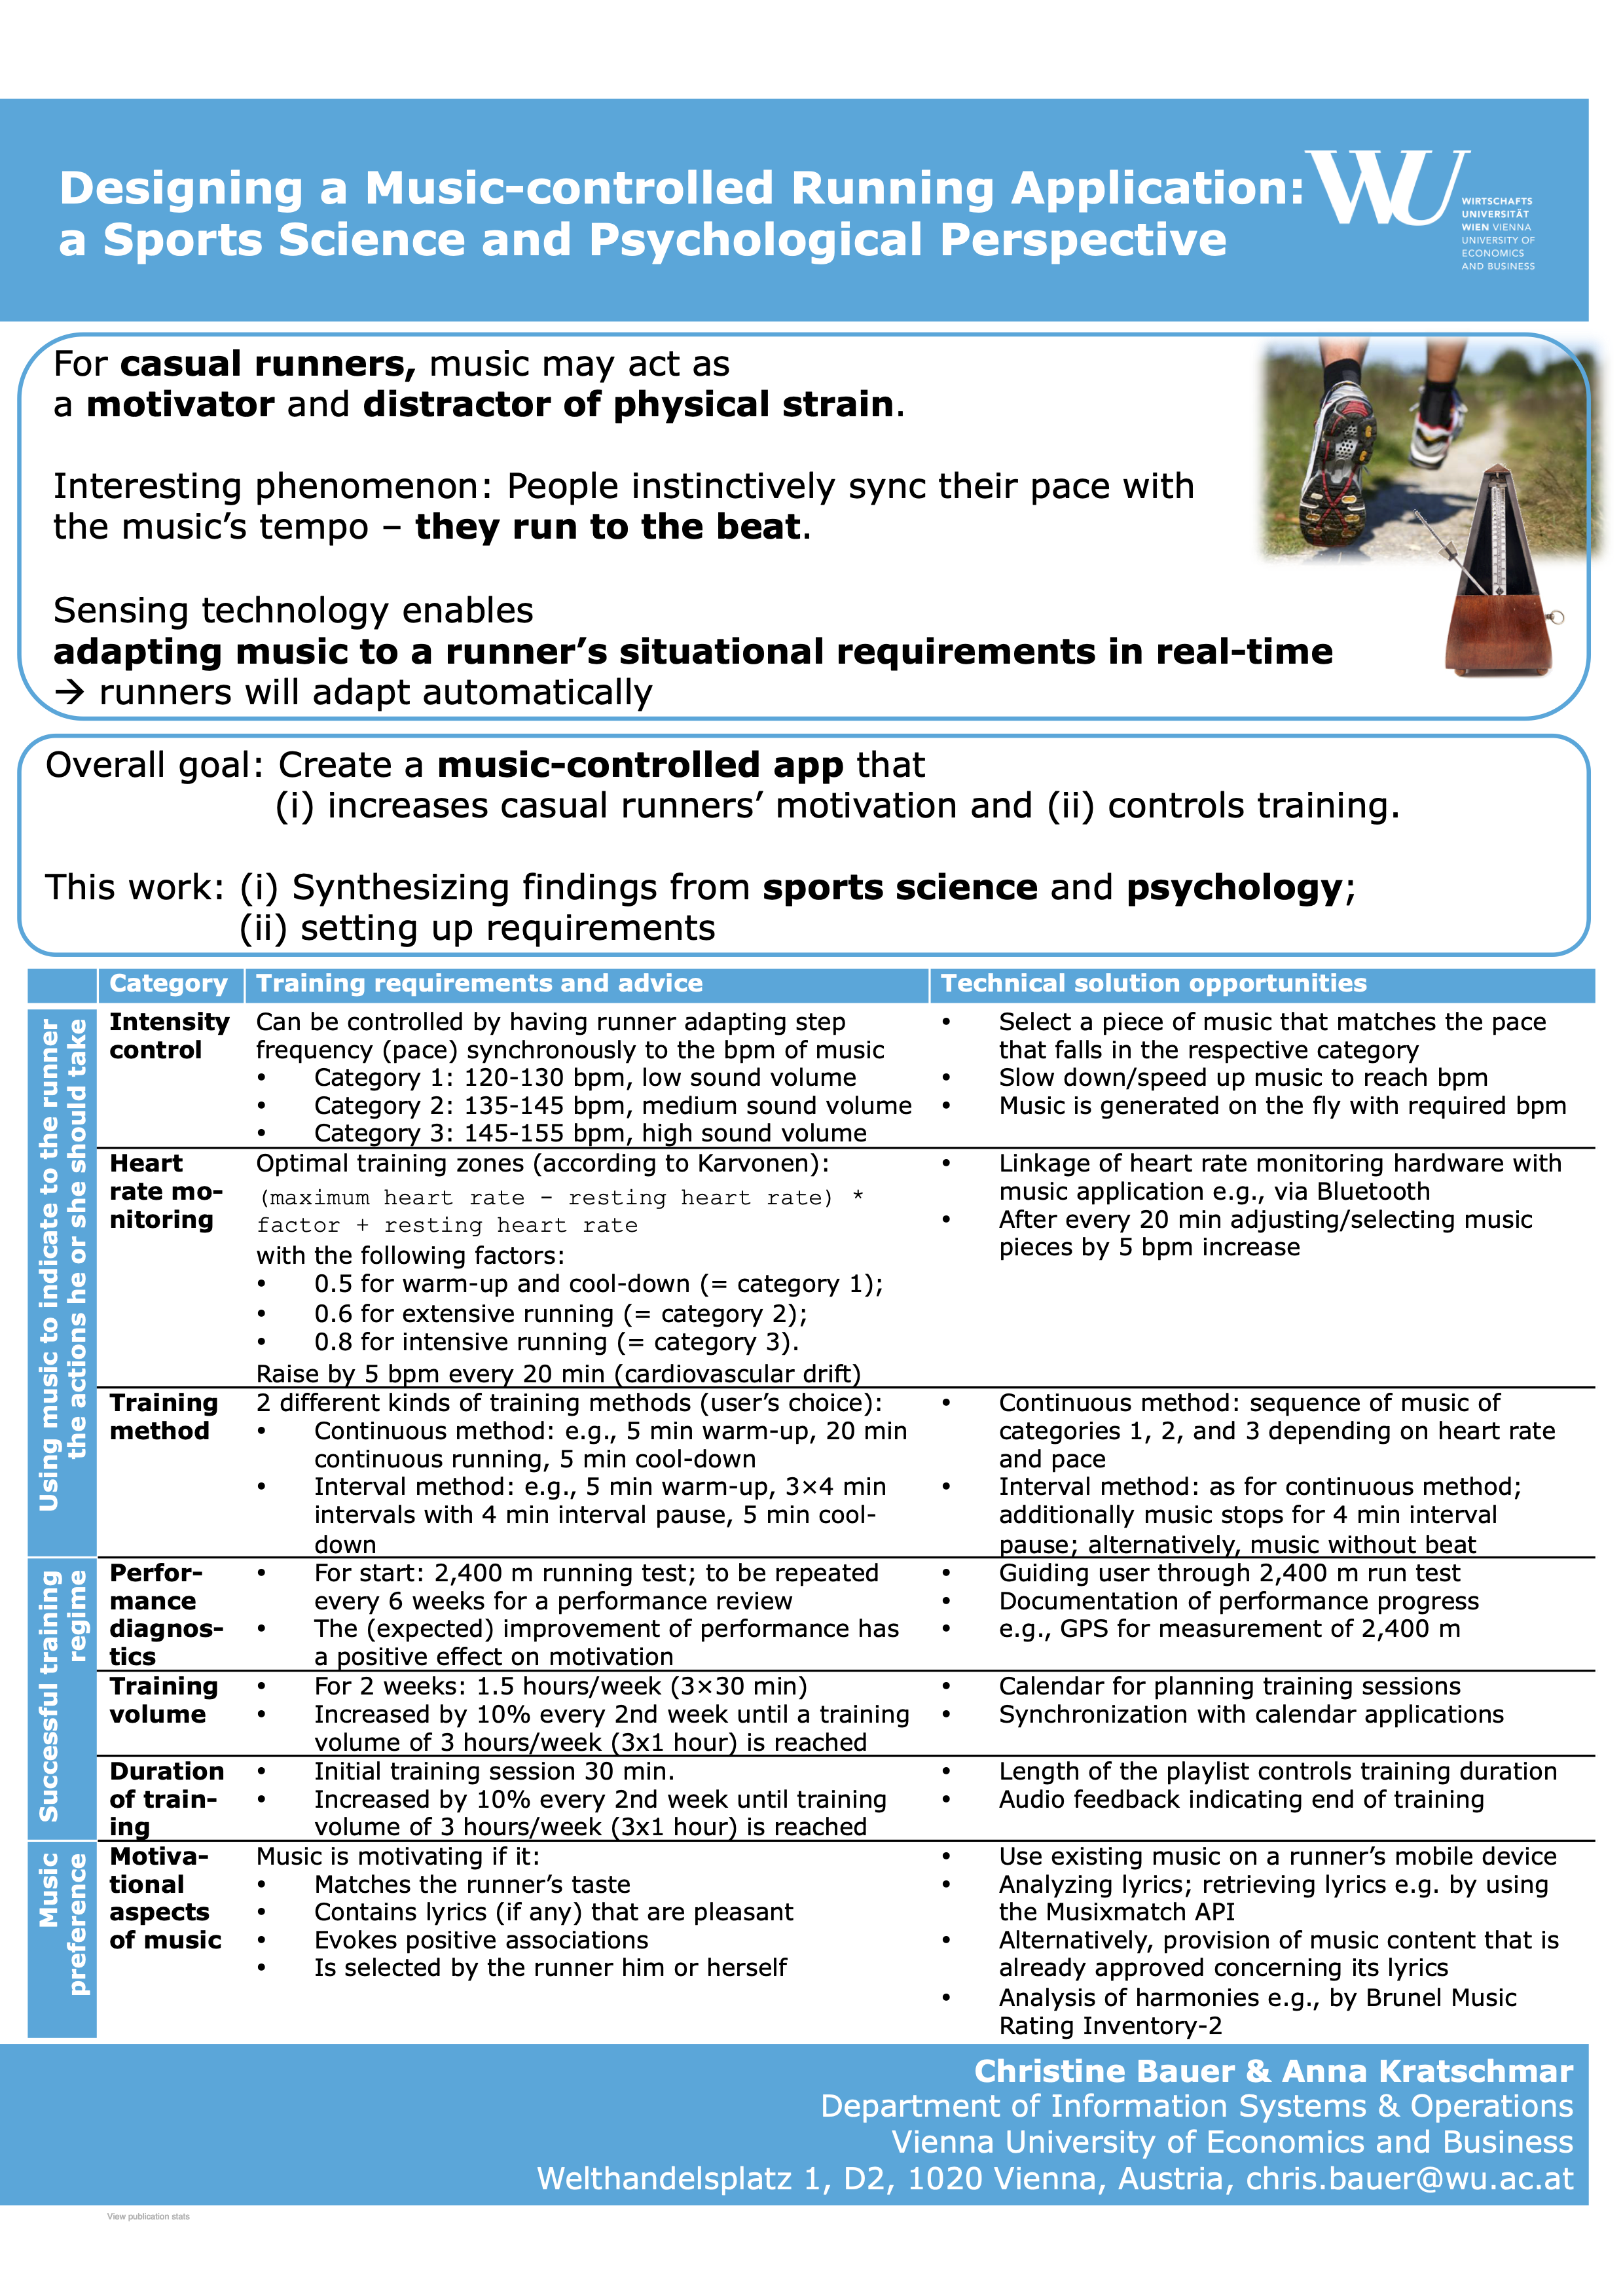 Designing a Music-controlled Running Application:
a Sports Science and Psychological Perspective
WU
WIRTSCHAFTS
UNIVERSITÄT
WIEN VIENNA
UNIVERSITY OF
ECONOMICS
AND BUSINESS
For casual runners, music may act as
a motivator and distractor of physical strain.
Interesting phenomenon: People instinctively sync their pace with
the music’s tempo – they run to the beat.
Sensing technology enables
adapting music to a runner’s situational requirements in real-time
→ runners will adapt automatically
Overall goal: Create a music-controlled app that
(i) increases casual runners’ motivation and (ii) controls training.
This work: (i) Synthesizing findings from sports science and psychology;
(ii) setting up requirements
Category Training requirements and advice Technical solution opportunities
Using music to indicate to the runner
the actions he or she should take
Intensity
control
Can be controlled by having runner adapting step
frequency (pace) synchronously to the bpm of music
• Category 1: 120-130 bpm, low sound volume
• Category 2: 135-145 bpm, medium sound volume
• Category 3: 145-155 bpm, high sound volume
• Select a piece of music that matches the pace
that falls in the respective category
• Slow down/speed up music to reach bpm
• Music is generated on the fly with required bpm
Heart
rate mo-
nitoring
Optimal training zones (according to Karvonen):
(maximum heart rate – resting heart rate) *
factor + resting heart rate
with the following factors:
• 0.5 for warm-up and cool-down (= category 1);
• 0.6 for extensive running (= category 2);
• 0.8 for intensive running (= category 3).
Raise by 5 bpm every 20 min (cardiovascular drift)
• Linkage of heart rate monitoring hardware with
music application e.g., via Bluetooth
• After every 20 min adjusting/selecting music
pieces by 5 bpm increase
Training
method
2 different kinds of training methods (user’s choice):
• Continuous method: e.g., 5 min warm-up, 20 min
continuous running, 5 min cool-down
• Interval method: e.g., 5 min warm-up, 3×4 min
intervals with 4 min interval pause, 5 min cool-
down
• Continuous method: sequence of music of
categories 1, 2, and 3 depending on heart rate
and pace
• Interval method: as for continuous method;
additionally music stops for 4 min interval
pause; alternatively, music without beat
Successful training
regime
Perfor-
mance
diagnos-
tics
• For start: 2,400 m running test; to be repeated
every 6 weeks for a performance review
• The (expected) improvement of performance has
a positive effect on motivation
• Guiding user through 2,400 m run test
• Documentation of performance progress
• e.g., GPS for measurement of 2,400 m
Training
volume
• For 2 weeks: 1.5 hours/week (3×30 min)
• Increased by 10% every 2nd week until a training
volume of 3 hours/week (3x1 hour) is reached
• Calendar for planning training sessions
• Synchronization with calendar applications
Duration
of train-
ing
• Initial training session 30 min.
• Increased by 10% every 2nd week until training
volume of 3 hours/week (3x1 hour) is reached
• Length of the playlist controls training duration
• Audio feedback indicating end of training
Music
preference
Motiva-
tional
aspects
of music
Music is motivating if it:
• Matches the runner’s taste
• Contains lyrics (if any) that are pleasant
• Evokes positive associations
• Is selected by the runner him or herself
• Use existing music on a runner’s mobile device
• Analyzing lyrics; retrieving lyrics e.g. by using
the Musixmatch API
• Alternatively, provision of music content that is
already approved concerning its lyrics
• Analysis of harmonies e.g., by Brunel Music
Rating Inventory-2
Christine Bauer & Anna Kratschmar
Department of Information Systems & Operations
Vienna University of Economics and Business
Welthandelsplatz 1, D2, 1020 Vienna, Austria, chris.bauer@wu.ac.at
View publication stats